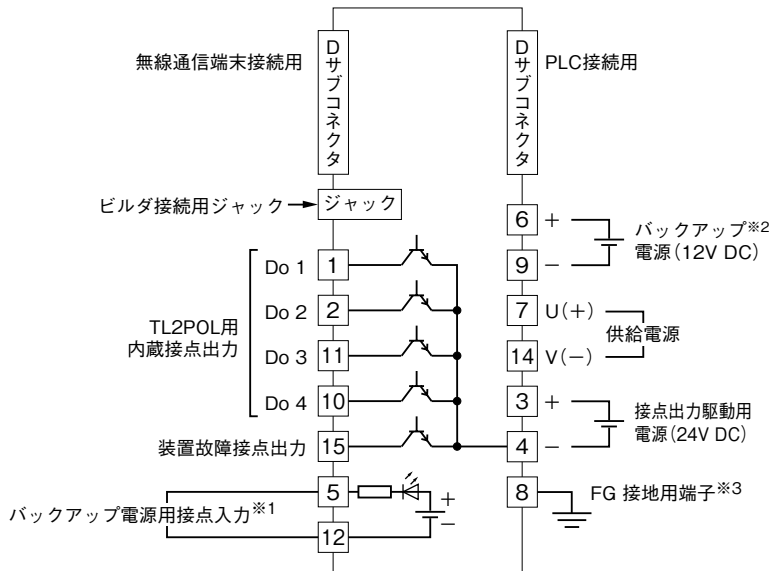 無線通信端末接続用
Dサブコネクタ
Dサブコネクタ
PLC接続用
ビルダ接続用ジャック
ジャック
TL2POL用
内蔵接点出力
Do 1
1
Do 2
2
Do 3
11
Do 4
10
装置故障接点出力
15
バックアップ電源用接点入力※1
5
12
+
−
6
+
9
−
バックアップ※2
電源(12V DC)
7
U(+)
14
V(−)
供給電源
3
+
4
−
接点出力駆動用
電源(24V DC)
8
FG 接地用端子※3